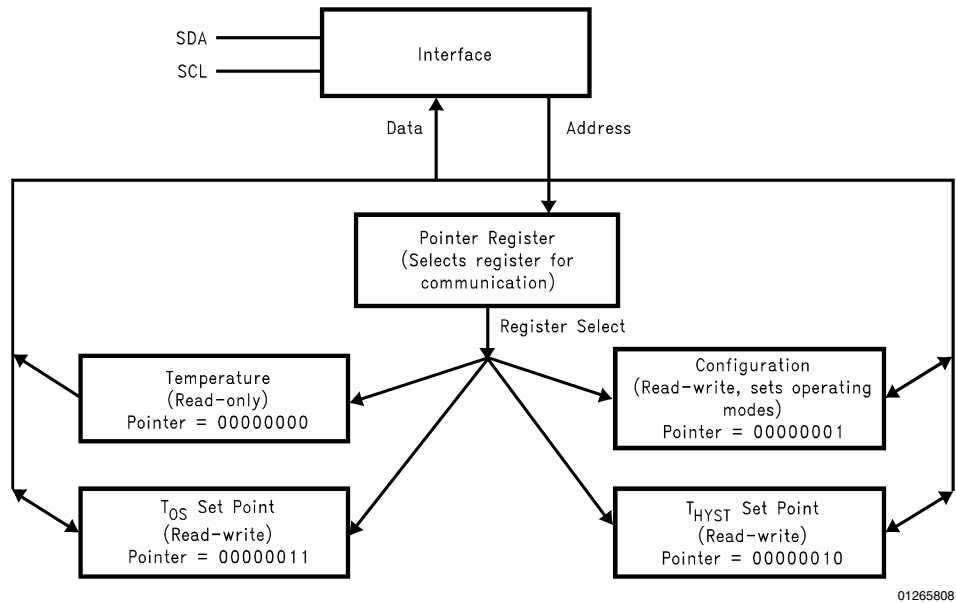 SDA
SCL
Interface
Data
Address
Pointer Register
(Selects register for
communication)
Register Select
Temperature
(Read-only)
Pointer = 00000000
Configuration
(Read-write, sets operating
modes)
Pointer = 00000001
TOS Set Point
(Read-write)
Pointer = 00000011
THYST Set Point
(Read-write)
Pointer = 00000010
01265808